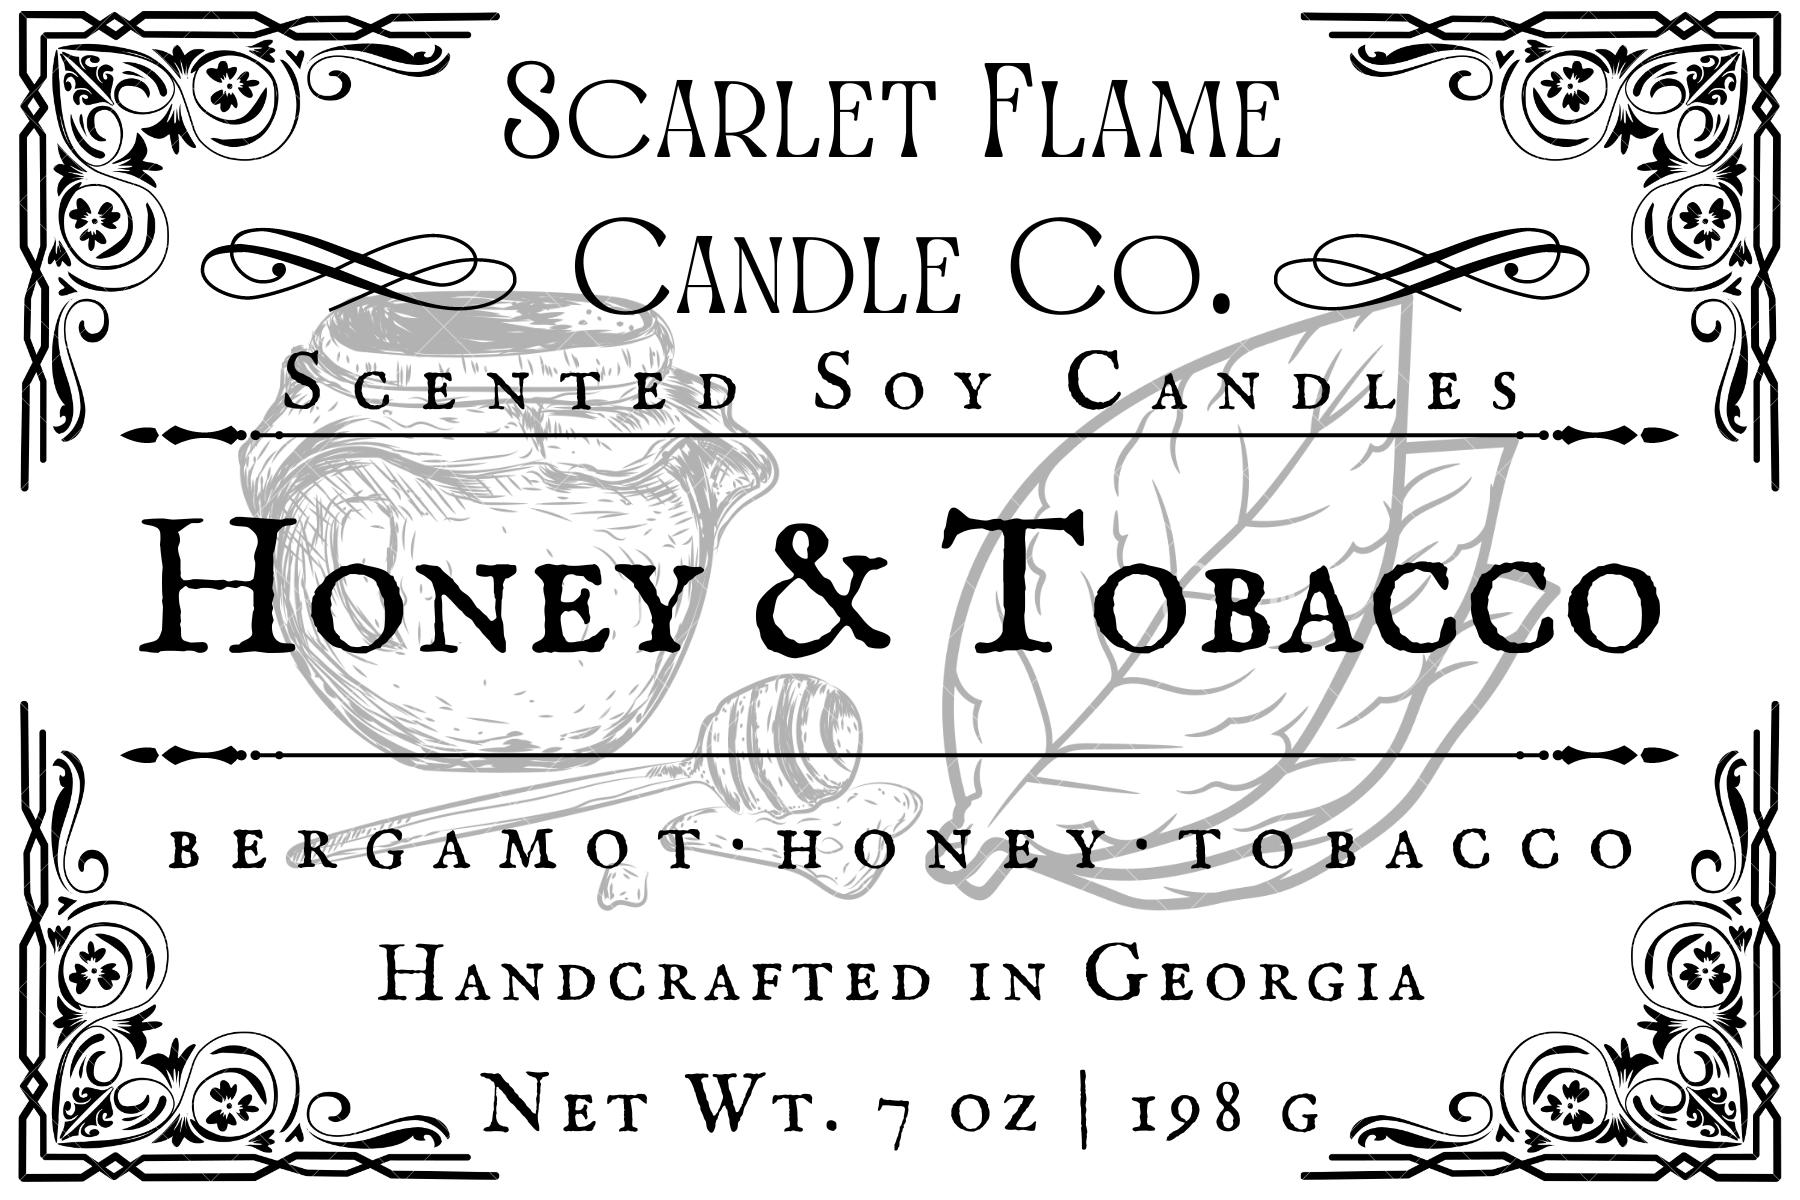 Scarlet Flame
Candle Co.
Scented Soy Candles
Honey & Tobacco
BERGAMOT·HONEY·TOBACCO
Handcrafted in Georgia
Net Wt. 7 oz | 198 g